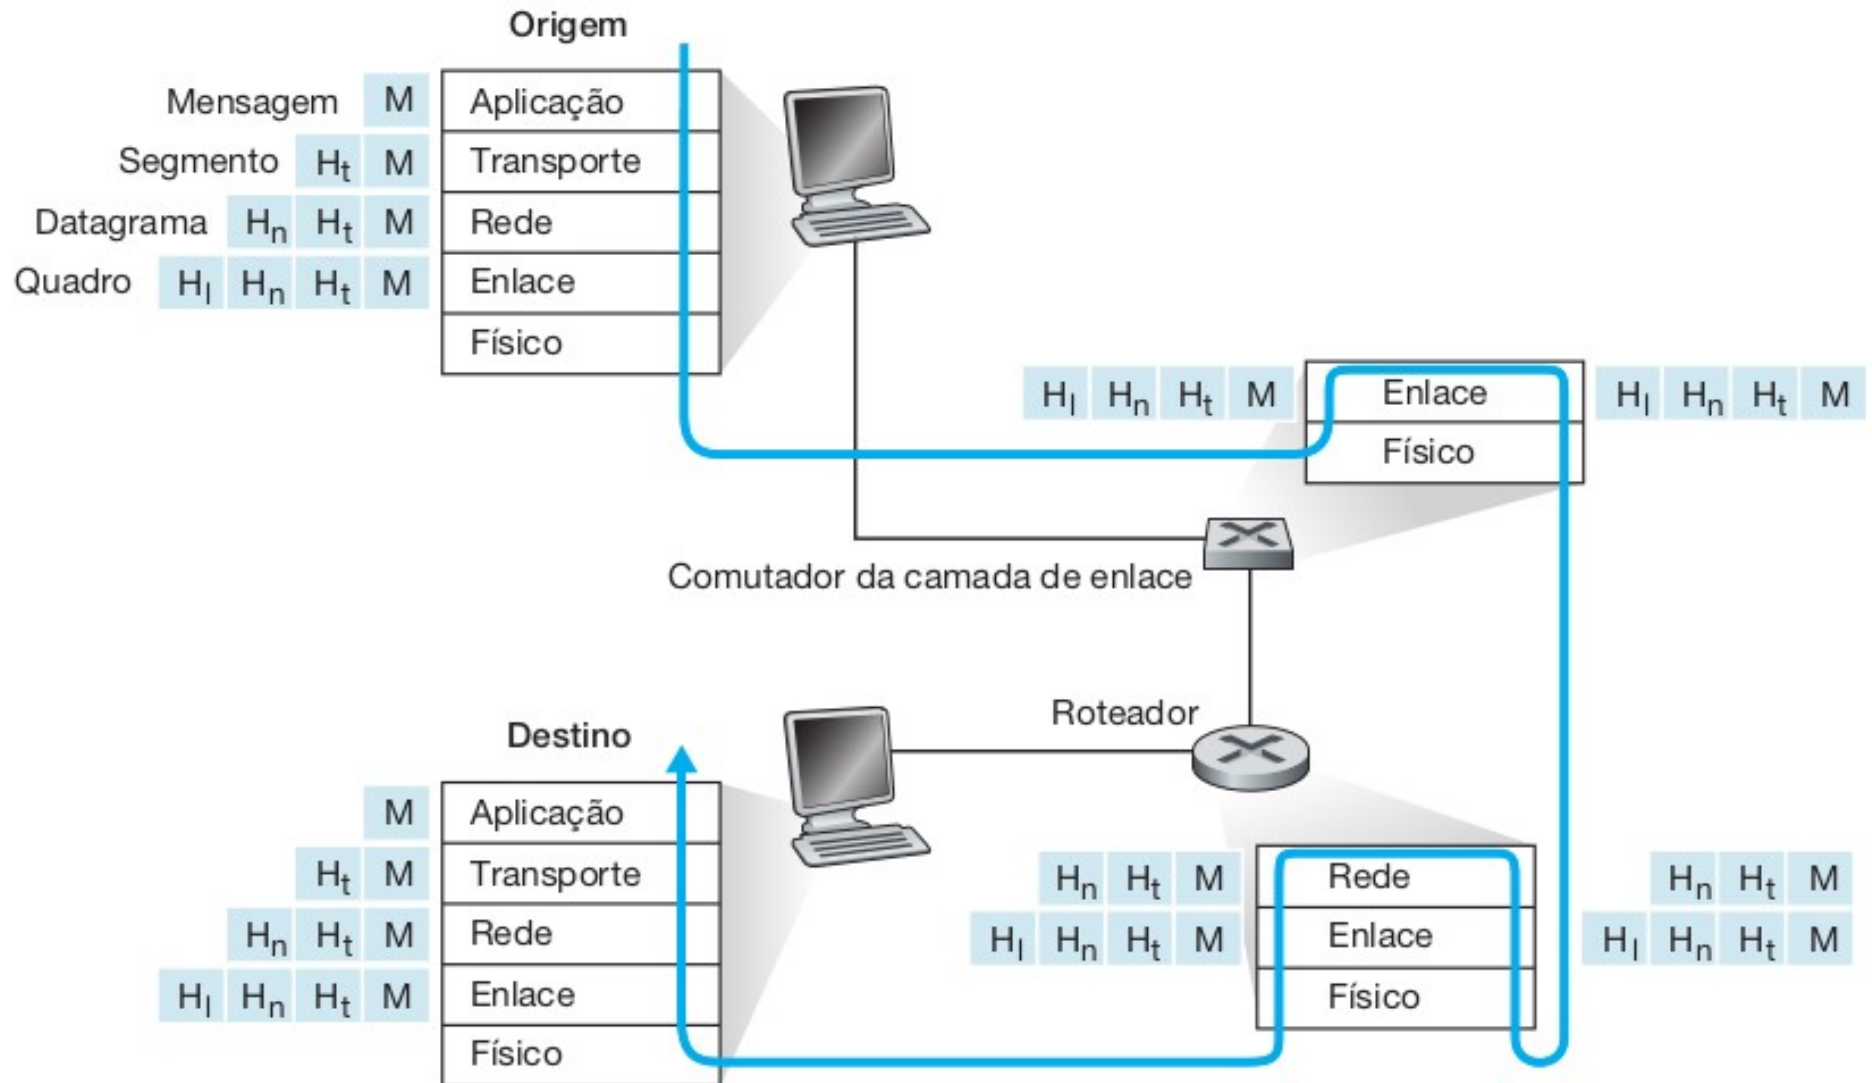 Origem
Mensagem M Aplicação
Segmento Ht M Transporte
Datagrama Hn Ht M Rede
Quadro Hl Hn Ht M Enlace
Físico
Hl Hn Ht M Enlace Hl Hn Ht M
Físico
Comutador da camada de enlace
Roteador
Destino
M Aplicação
Ht M Transporte
Hn Ht M Rede
Hl Hn Ht M Enlace
Físico
Hn Ht M Rede Hn Ht M
Hl Hn Ht M Enlace Hl Hn Ht M
Físico